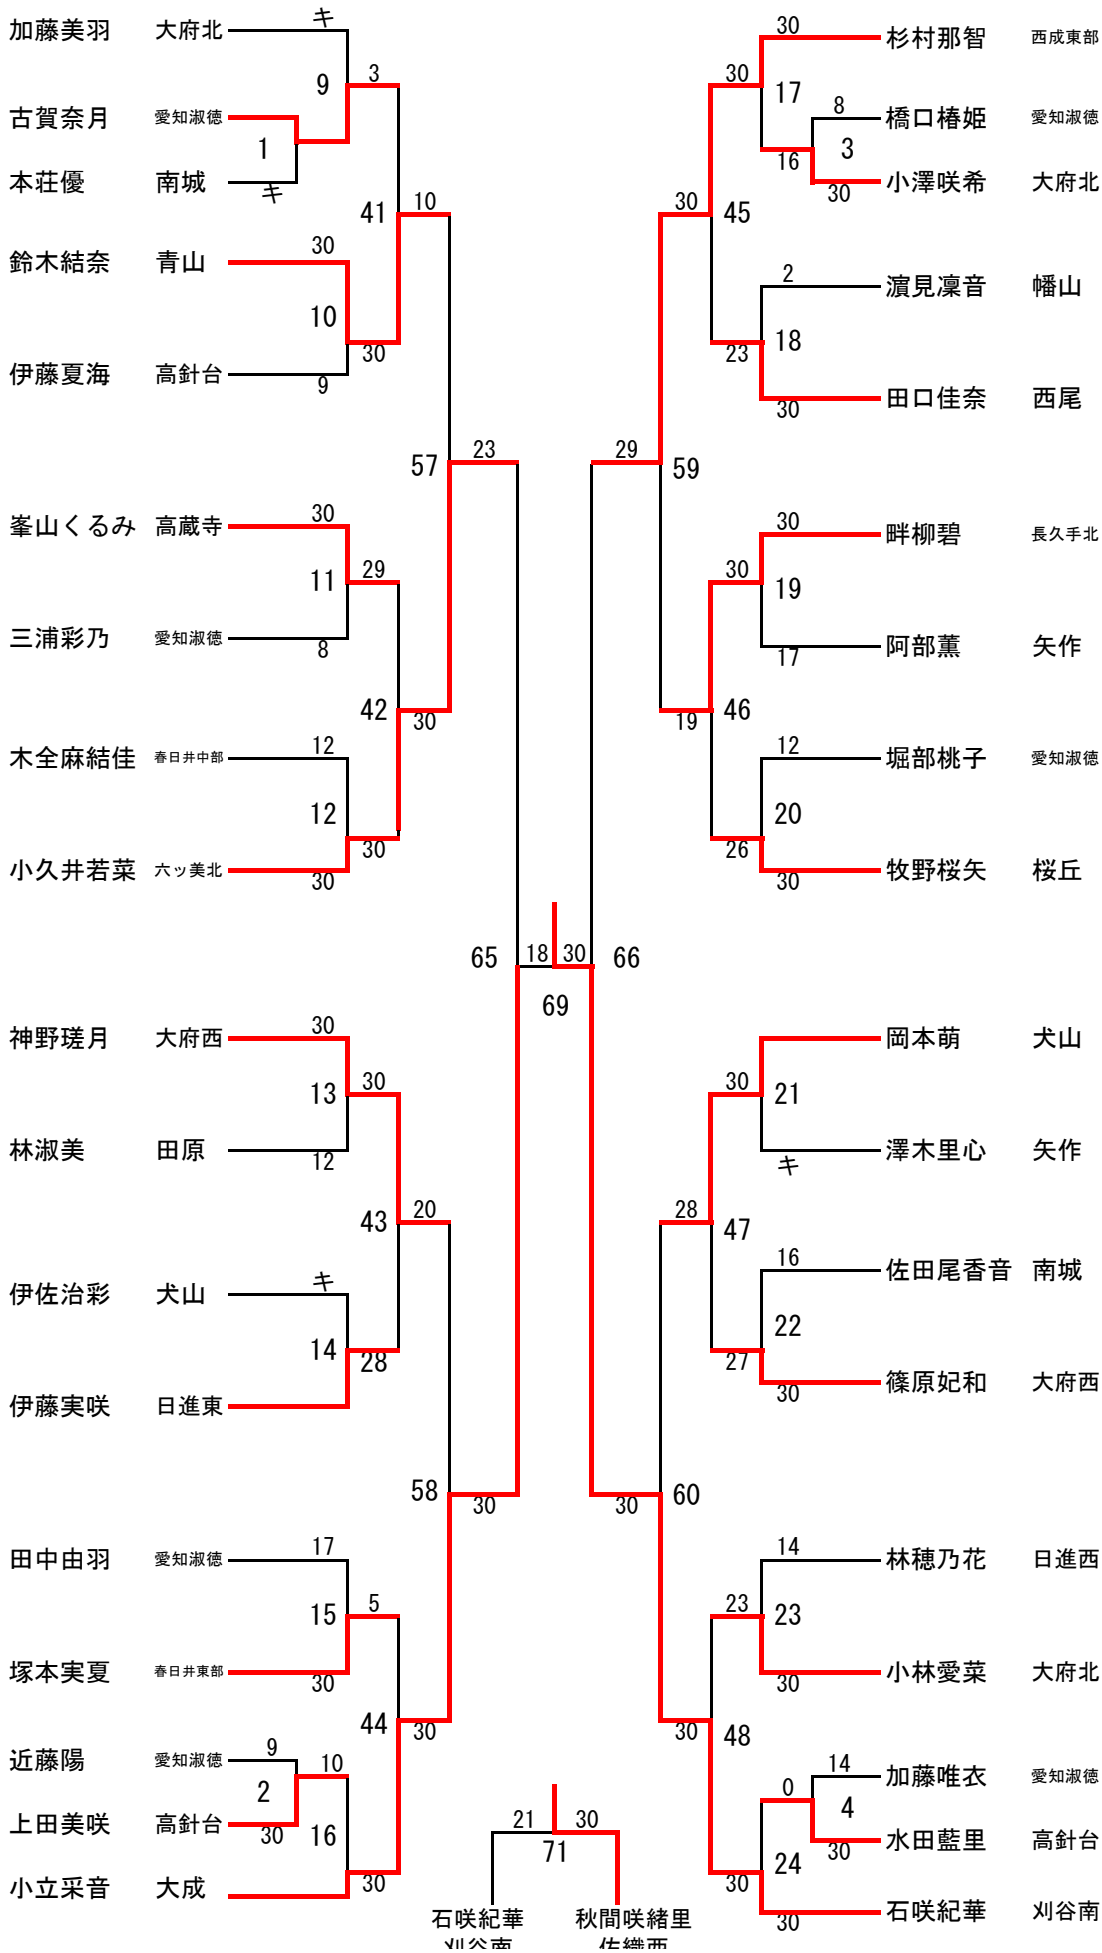 加藤美羽 大府北 キ
9 3
古賀奈月 愛知淑徳
1
本荘優 南城 キ
41 10
鈴木結奈 青山 30
10 30
伊藤夏海 高針台 9
57 23
峯山くるみ 高蔵寺 30
11 29
三浦彩乃 愛知淑徳 8
42 30
木全麻結佳 春日井中部 12
12 30
小久井若菜 六ッ美北 30
65 18
神野瑳月 大府西 30
13 30
林淑美 田原 12
43 20
伊佐治彩 犬山 キ
14 28
伊藤実咲 日進東
58 30
田中由羽 愛知淑徳 17
15 5
塚本実夏 春日井東部 30
44 30
近藤陽 愛知淑徳 9
2 10
上田美咲 高針台 30
16 30
小立采音 大成
30 杉村那智 西成東部
30 17
8 橋口椿姫 愛知淑徳
16 3
30 小澤咲希 大府北
30 45
2 濵見凜音 幡山
23 18
30 田口佳奈 西尾
29 59
30 畔柳碧 長久手北
30 19
17 阿部薫 矢作
19 46
12 堀部桃子 愛知淑徳
26 20
30 牧野桜矢 桜丘
30 66
69
岡本萌 犬山
30 21
キ 澤木里心 矢作
28 47
16 佐田尾香音 南城
27 22
30 篠原妃和 大府西
30 60
14 林穂乃花 日進西
23 23
30 小林愛菜 大府北
30 48
14 加藤唯衣 愛知淑徳
0 4
30 水田藍里 高針台
30 24
30 石咲紀華 刈谷南
21 30
71
石咲紀華 秋間咲緒里
刈谷南 佐織西